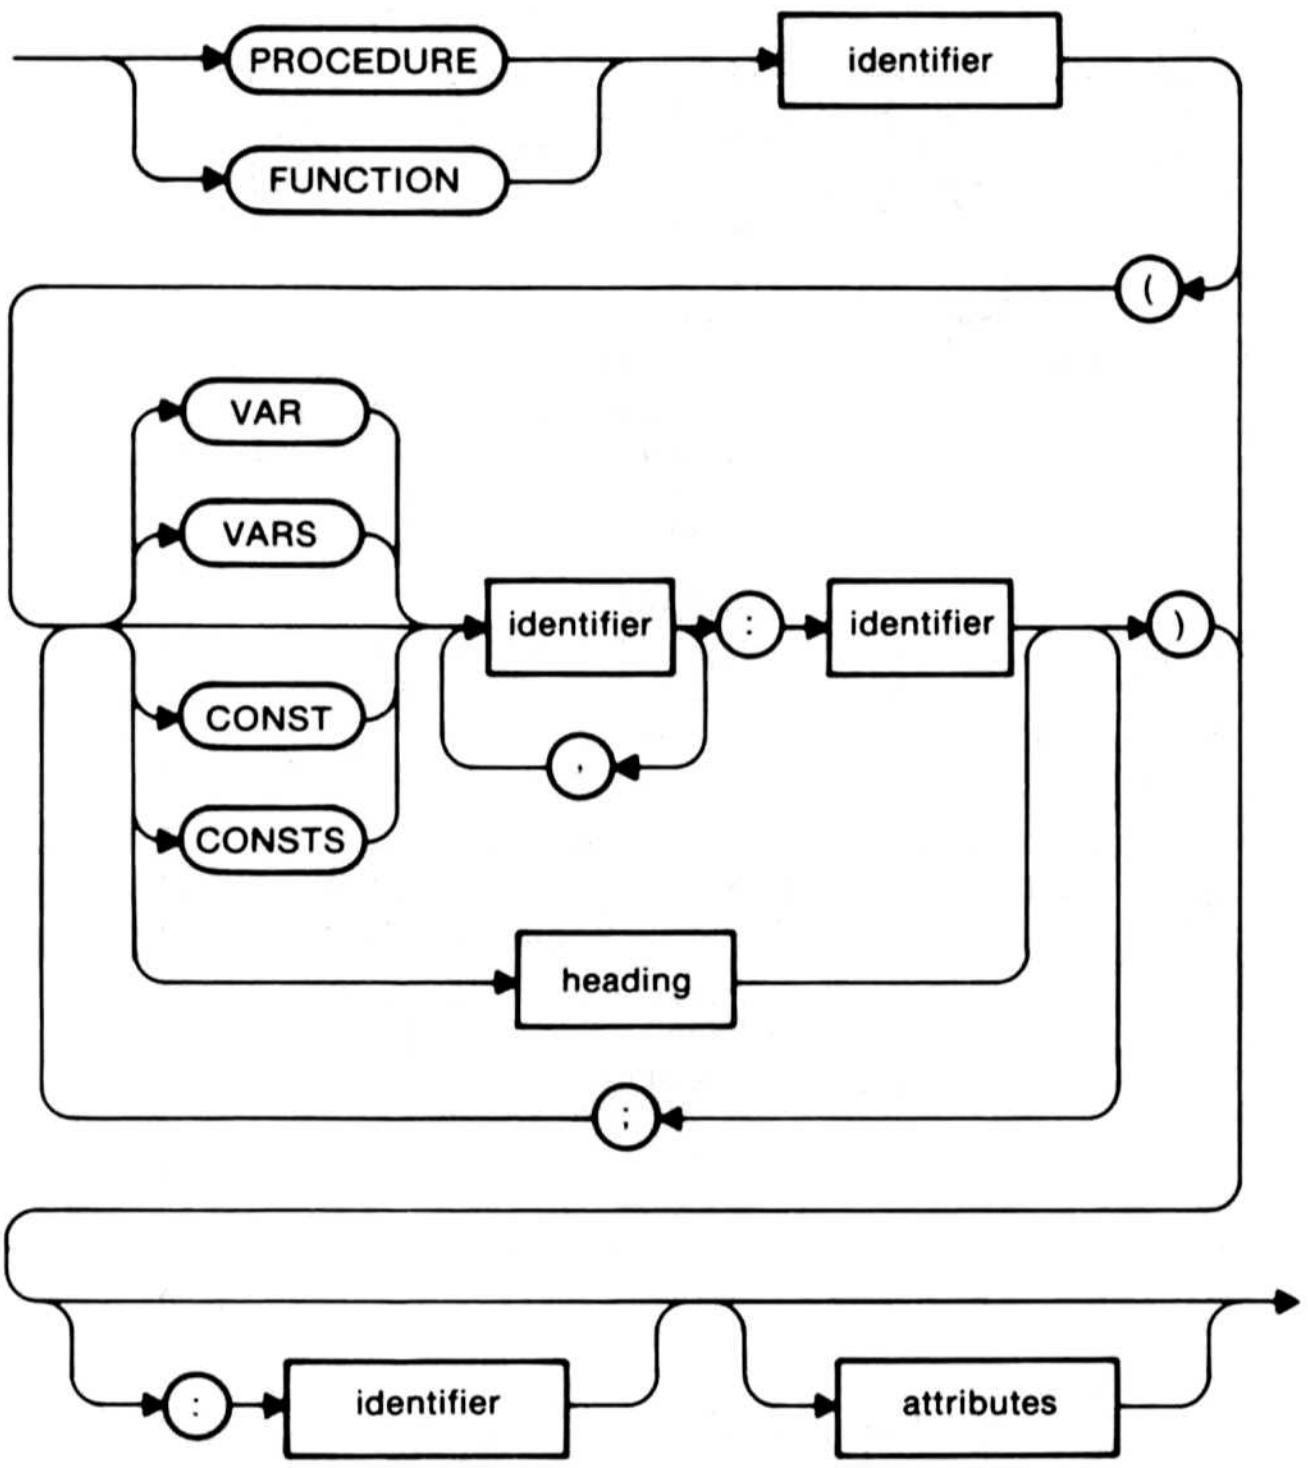 PROCEDURE identifier
FUNCTION
(
VAR
VARS
identifier : identifier )
CONST
,
CONSTS
heading
;
: identifier attributes